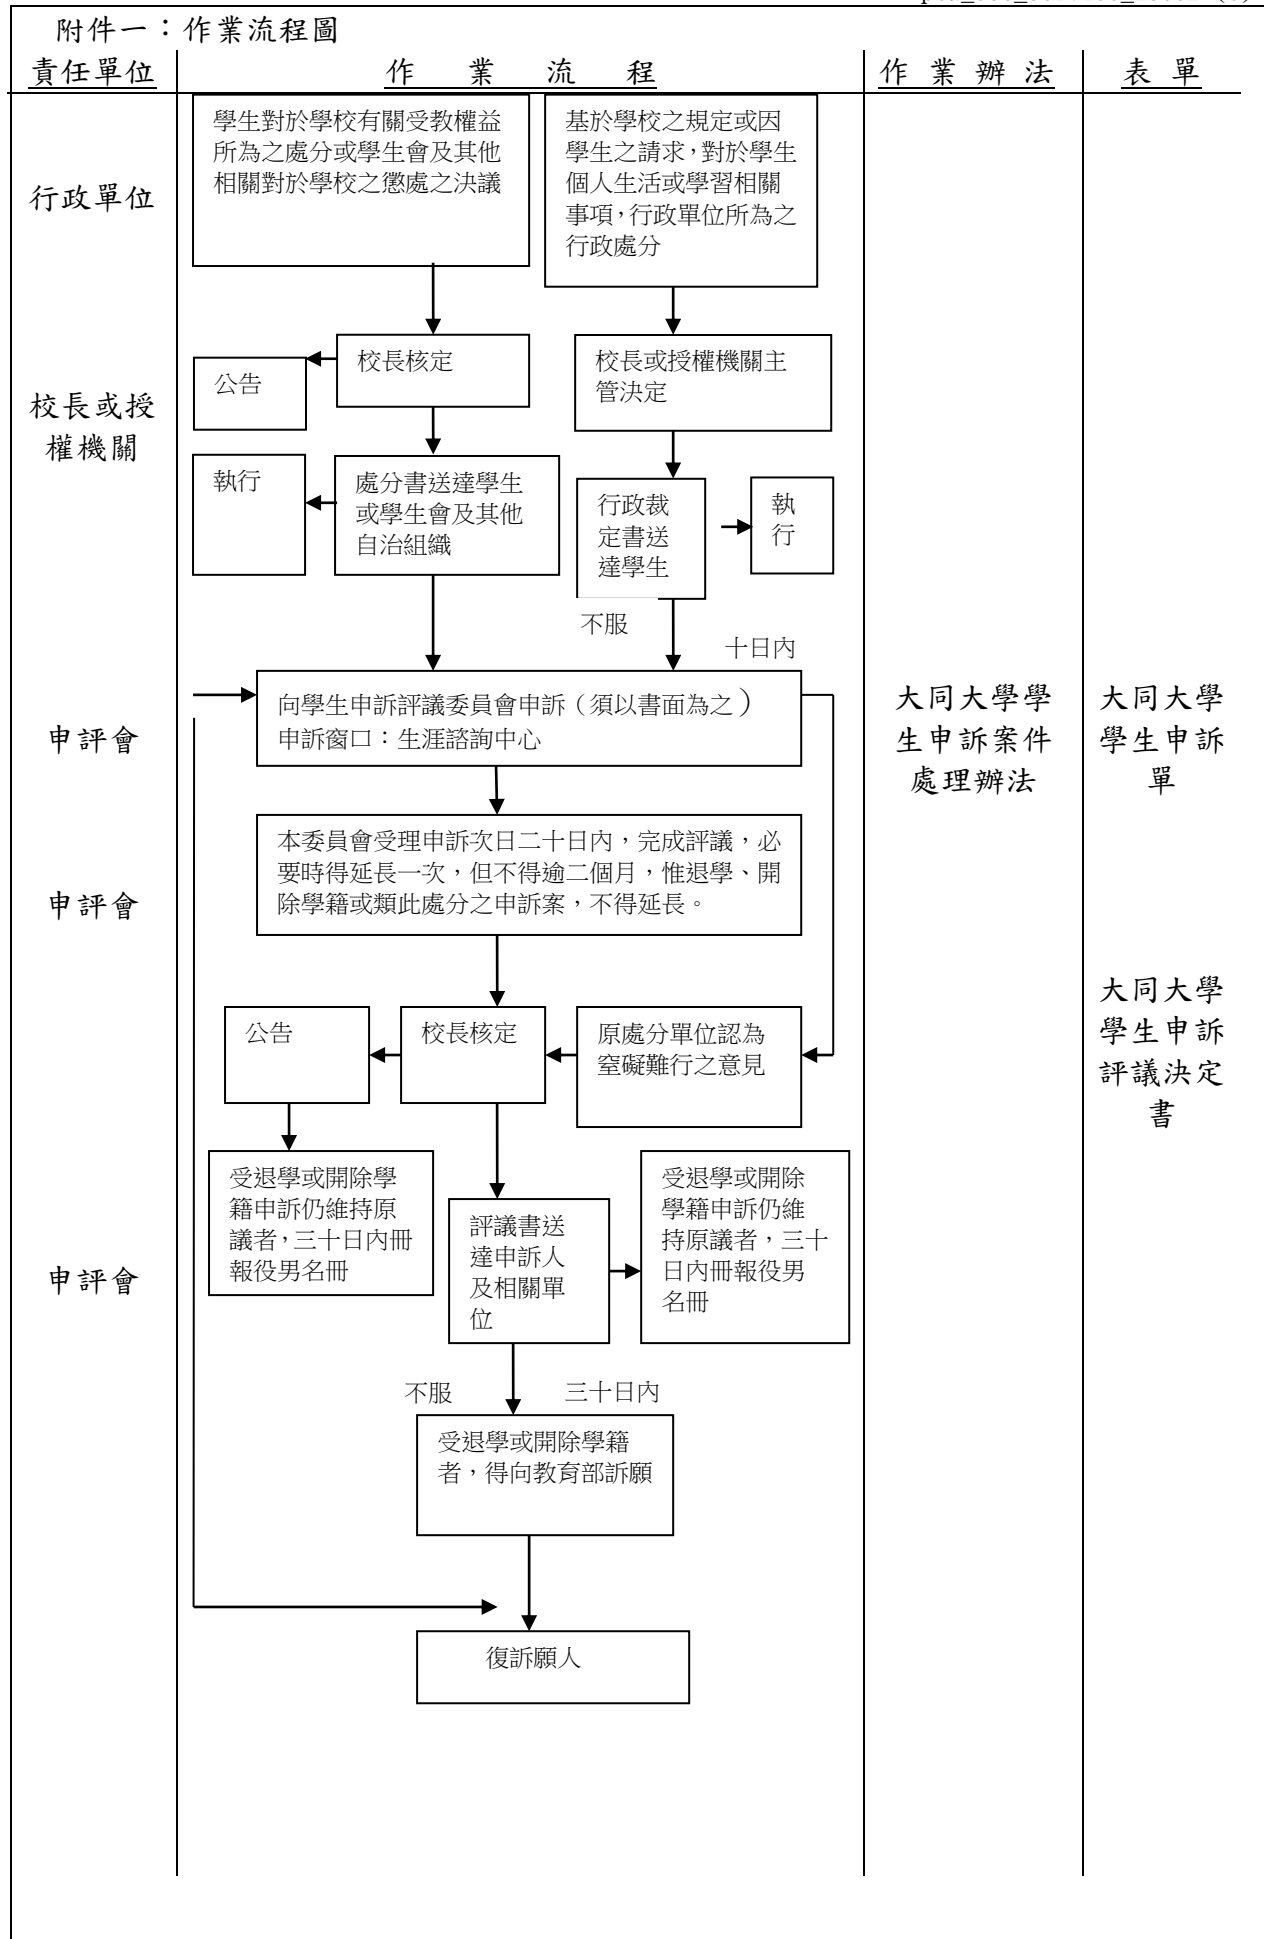 附件一：作業流程圖
責任單位
作業流程
作業辦法
表單
行政單位
學生對於學校有關受教權益
所為之處分或學生會及其他
相關對於學校之懲處之決議
基於學校之規定或因
學生之請求，對於學生
個人生活或學習相關
事項，行政單位所為之
行政處分
校長或授
權機關
公告
校長核定
校長或授權機關主
管決定
執行
處分書送達學生
或學生會及其他
自治組織
行政裁
定書送
達學生
執
行
不服
十日內
申評會
向學生申訴評議委員會申訴（須以書面為之）
申訴窗口：生涯諮詢中心
大同大學學
生申訴案件
處理辦法
大同大學
學生申訴
單
申評會
本委員會受理申訴次日二十日內，完成評議，必
要時得延長一次，但不得逾二個月，惟退學、開
除學籍或類此處分之申訴案，不得延長。
公告
校長核定
原處分單位認為
窒礙難行之意見
大同大學
學生申訴
評議決定
書
申評會
受退學或開除學
籍申訴仍維持原
議者，三十日內冊
報役男名冊
評議書送
達申訴人
及相關單
位
受退學或開除
學籍申訴仍維
持原議者，三十
日內冊報役男
名冊
不服
三十日內
受退學或開除學籍
者，得向教育部訴願
復訴願人